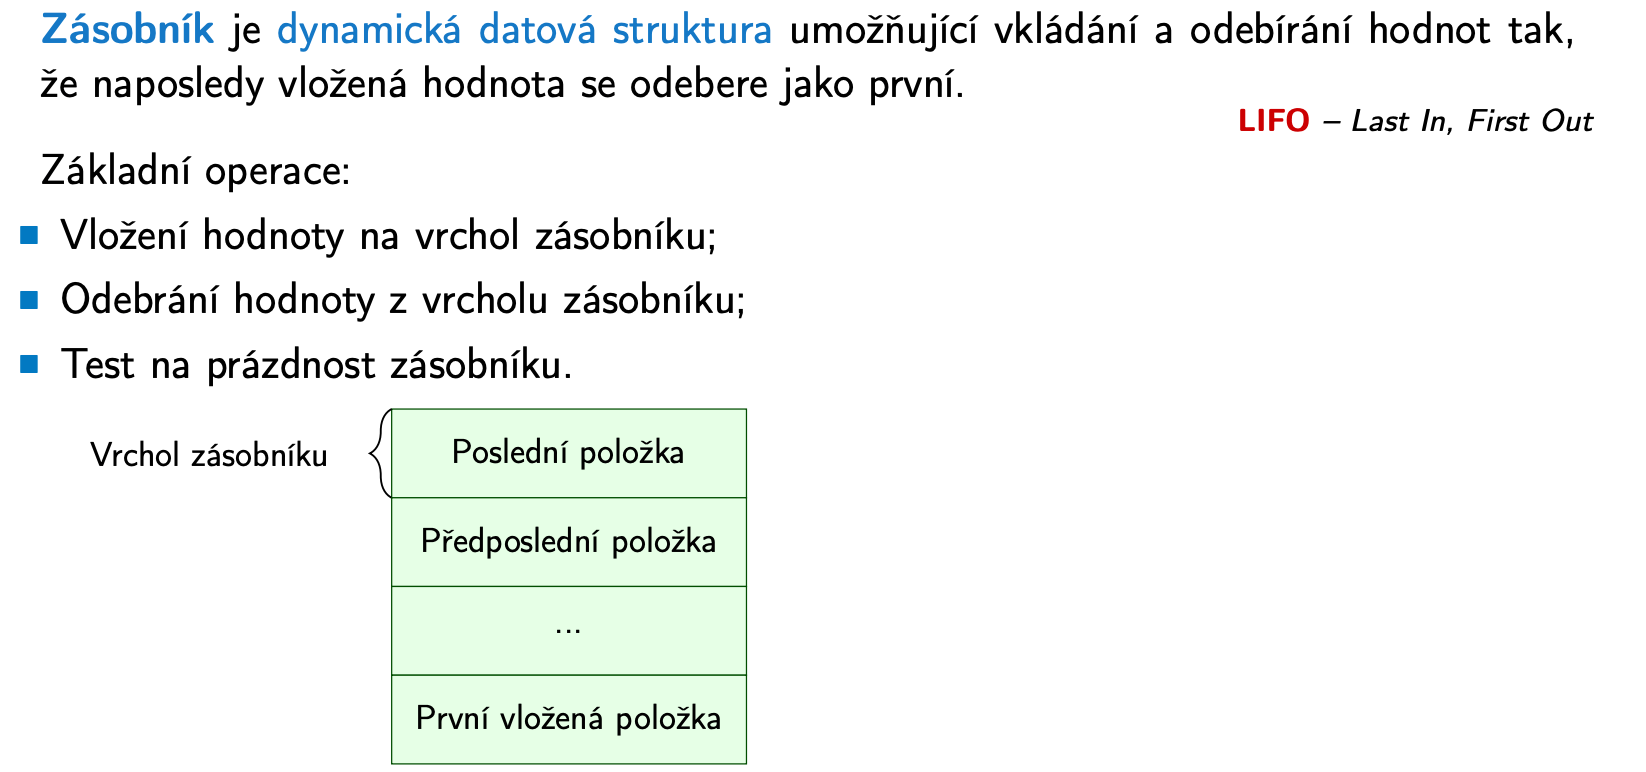 Zásobník je dynamická datová struktura umožňující vkládání a odebírání hodnot tak,
že naposledy vložená hodnota se odebere jako první.
LIFO – Last In, First Out
Základní operace:
■ Vložení hodnoty na vrchol zásobníku;
■ Odebrání hodnoty z vrcholu zásobníku;
■ Test na prázdnost zásobníku.
Vrchol zásobníku
Poslední položka
Předposlední položka
...
První vložená položka